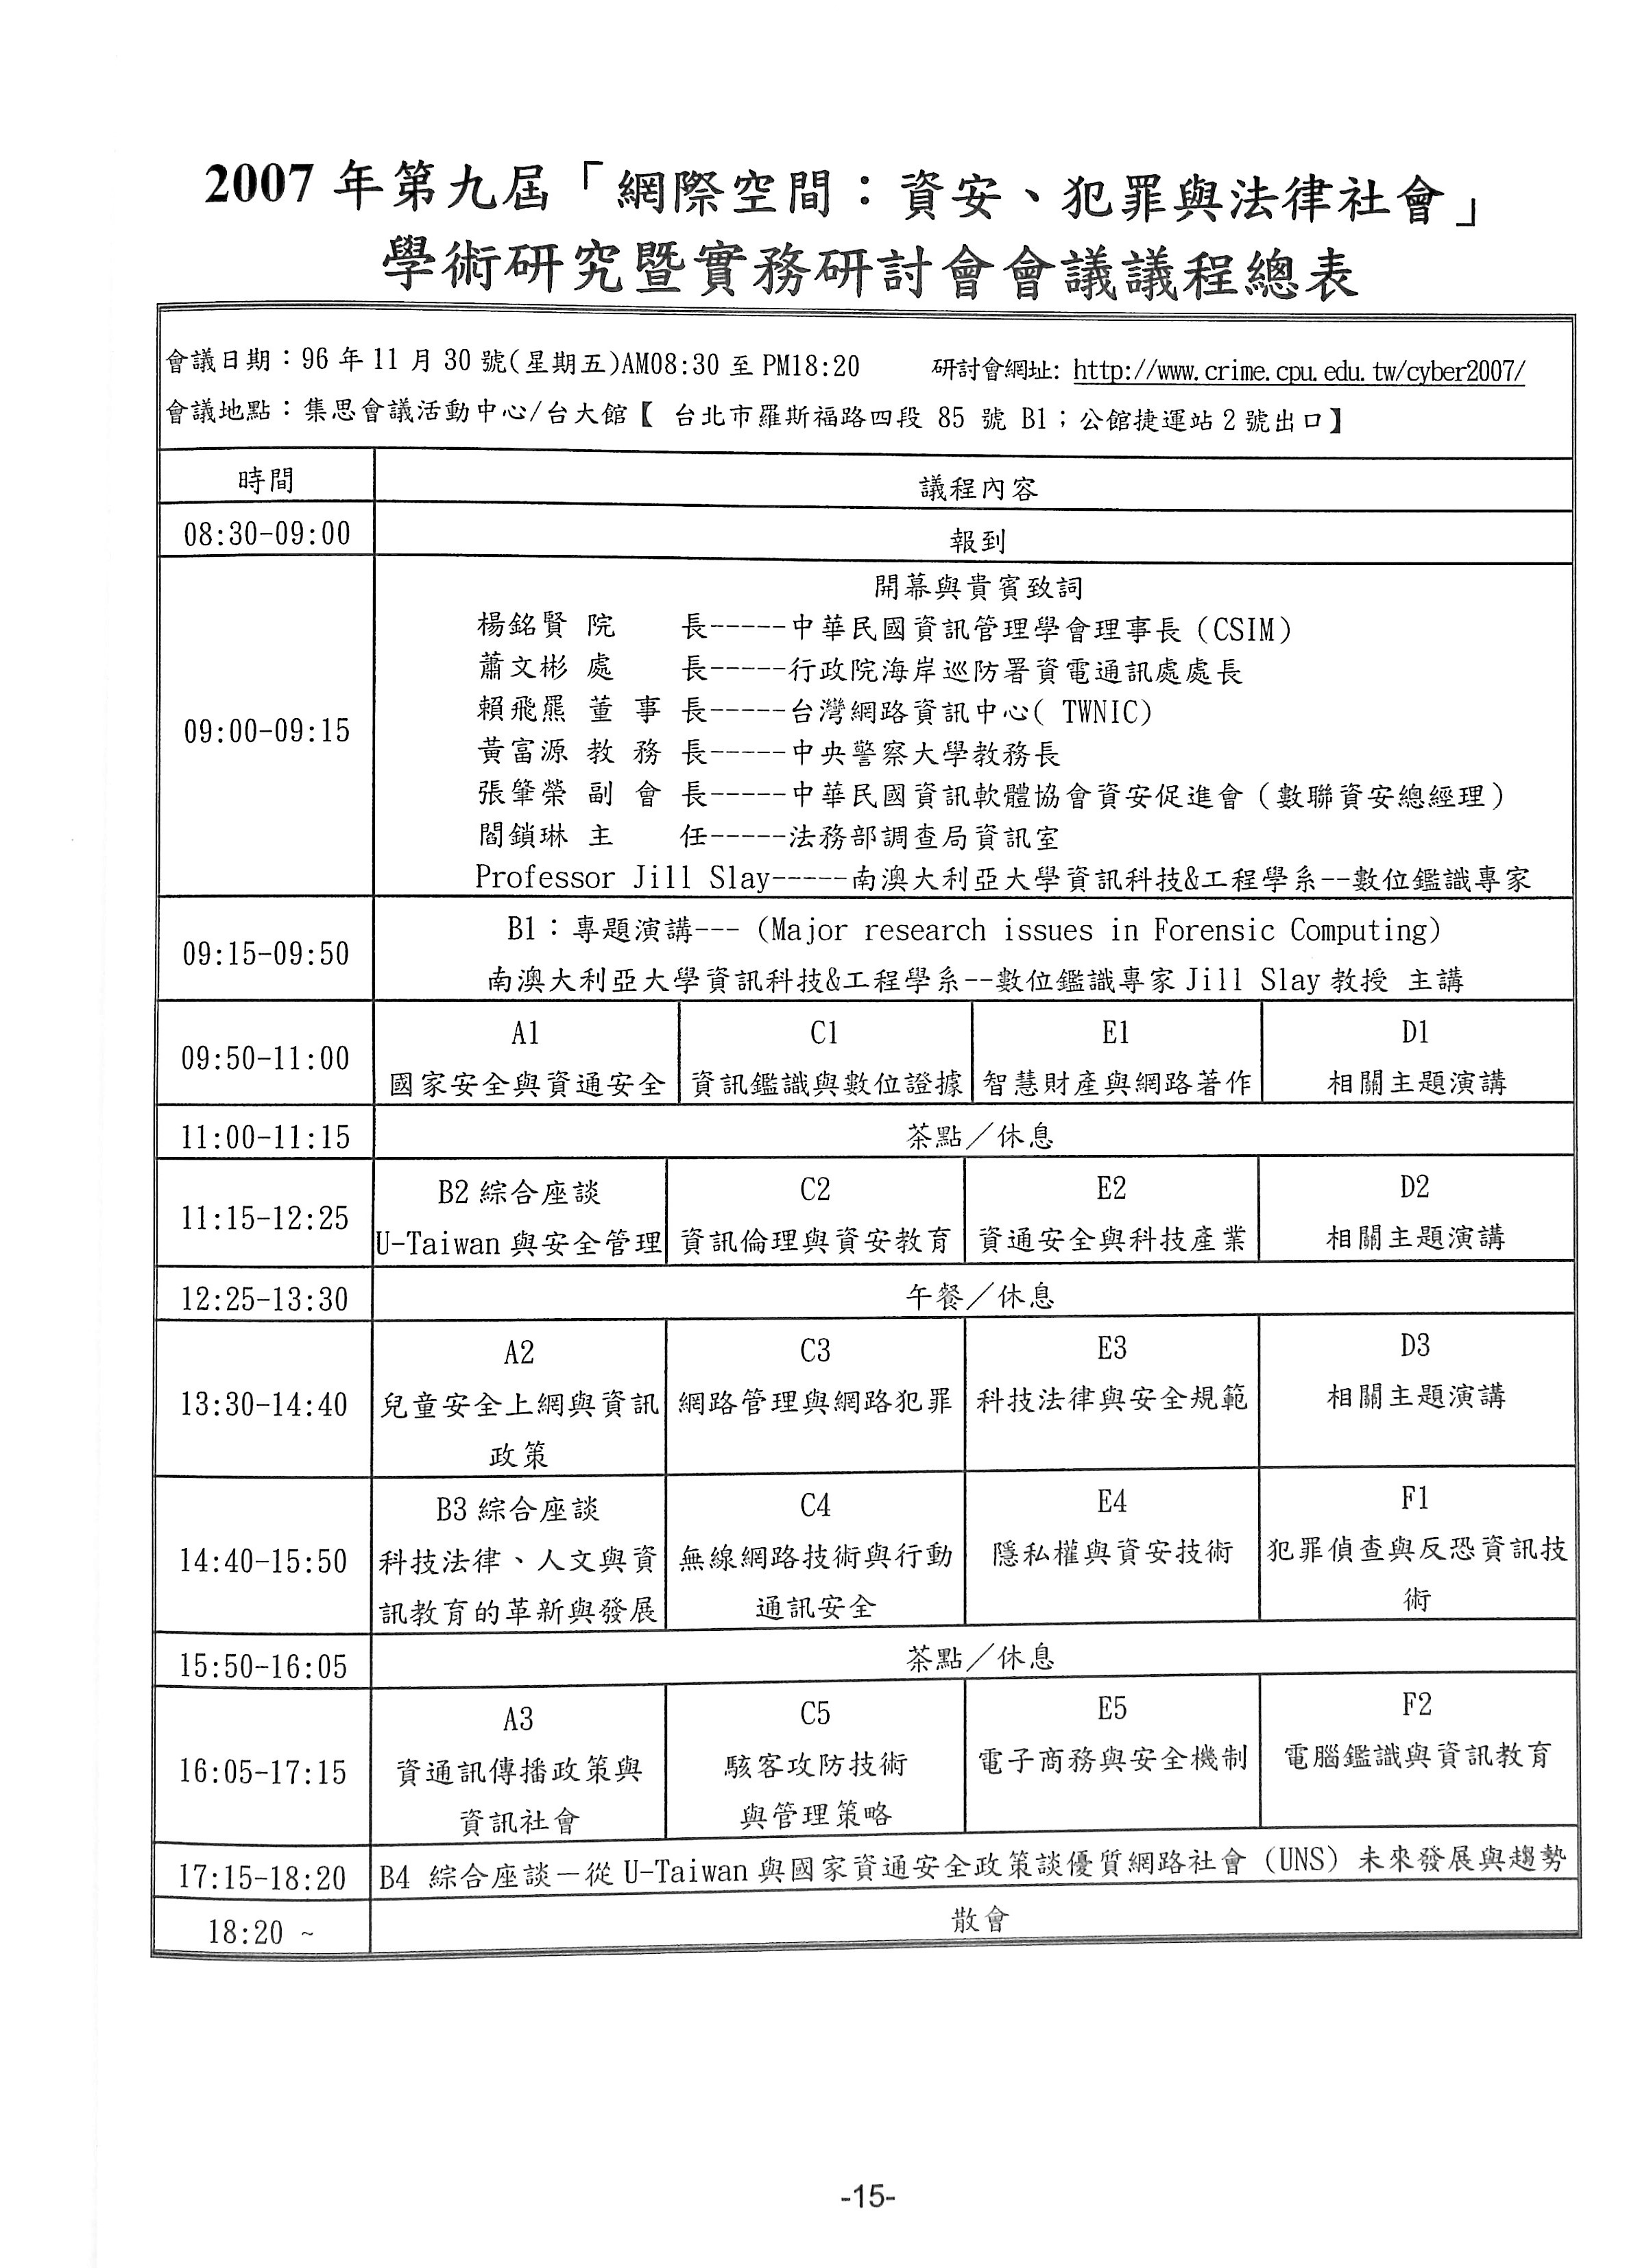 2007 年第九屆「網際空間：資安、犯罪與法律社會」
學術研究暨實務研討會會議議程總表
會議日期：96 年 11 月 30 號(星期五)AM08:30 至 PM18:20 研討會網址: http://www.crime.cpu.edu.tw/cyber2007/
會議地點：集思會議活動中心/台大館【 台北市羅斯福路四段 85 號 B1；公館捷運站 2 號出口】
時間 議程內容
08:30-09:00 報到
開幕與貴賓致詞
楊銘賢 院 長-----中華民國資訊管理學會理事長(CSIM)
蕭文彬 處 長-----行政院海岸巡防署資電通訊處處長
賴飛羆 董 事 長-----台灣網路資訊中心( TWNIC)
09:00-09:15
黃富源 教 務 長-----中央警察大學教務長
張肇榮 副 會 長-----中華民國資訊軟體協會資安促進會（數聯資安總經理）
閻鎖琳 主 任-----法務部調查局資訊室
Professor Jill Slay-----南澳大利亞大學資訊科技&工程學系--數位鑑識專家
09:15-09:50
B1：專題演講--- (Major research issues in Forensic Computing)
南澳大利亞大學資訊科技&工程學系--數位鑑識專家 Jill Slay 教授 主講
09:50-11:00
A1
國家安全與資通安全
C1
資訊鑑識與數位證據
E1
智慧財產與網路著作
D1
相關主題演講
11:00-11:15 茶點／休息
11:15-12:25
B2 綜合座談
U-Taiwan 與安全管理
C2
資訊倫理與資安教育
E2
資通安全與科技產業
D2
相關主題演講
12:25-13:30 午餐／休息
13:30-14:40
A2
兒童安全上網與資訊
政策
C3
網路管理與網路犯罪
E3
科技法律與安全規範
D3
相關主題演講
14:40-15:50
B3 綜合座談
科技法律、人文與資
訊教育的革新與發展
C4
無線網路技術與行動
通訊安全
E4
隱私權與資安技術
F1
犯罪偵查與反恐資訊技
術
15:50-16:05 茶點／休息
16:05-17:15
A3
資通訊傳播政策與
資訊社會
C5
駭客攻防技術
與管理策略
E5
電子商務與安全機制
F2
電腦鑑識與資訊教育
17:15-18:20 B4 綜合座談－從 U-Taiwan 與國家資通安全政策談優質網路社會（UNS）未來發展與趨勢
18:20 ~ 散會
-15-